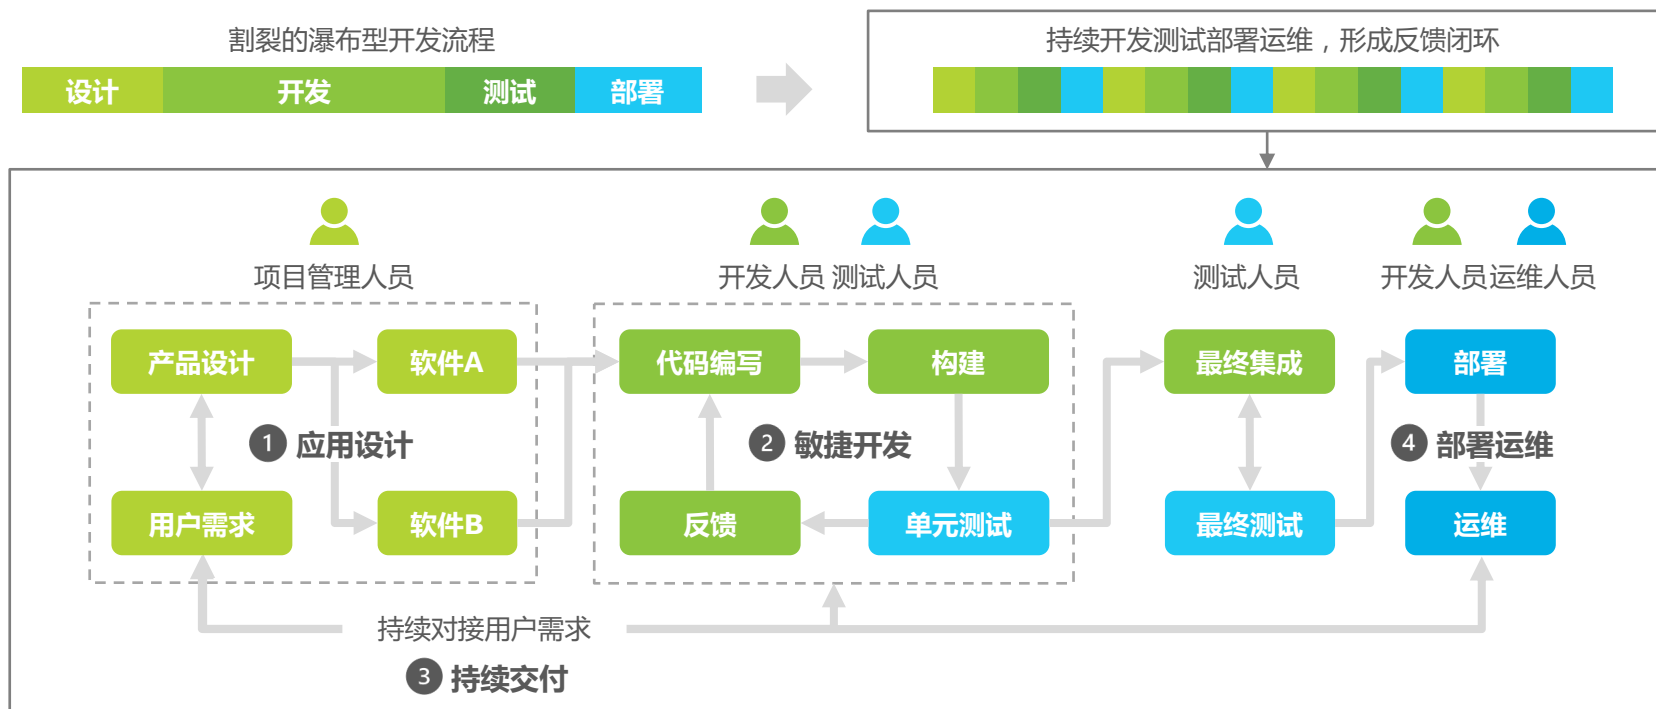 割裂的瀑布型开发流程
持续开发测试部署运维，形成反馈闭环
设计 开发 测试 部署
项目管理人员
开发人员 测试人员
测试人员
开发人员 运维人员
产品设计 软件A 代码编写 构建 最终集成 部署
1 应用设计
2 敏捷开发
4 部署运维
用户需求 软件B 反馈 单元测试 最终测试 运维
持续对接用户需求
3 持续交付